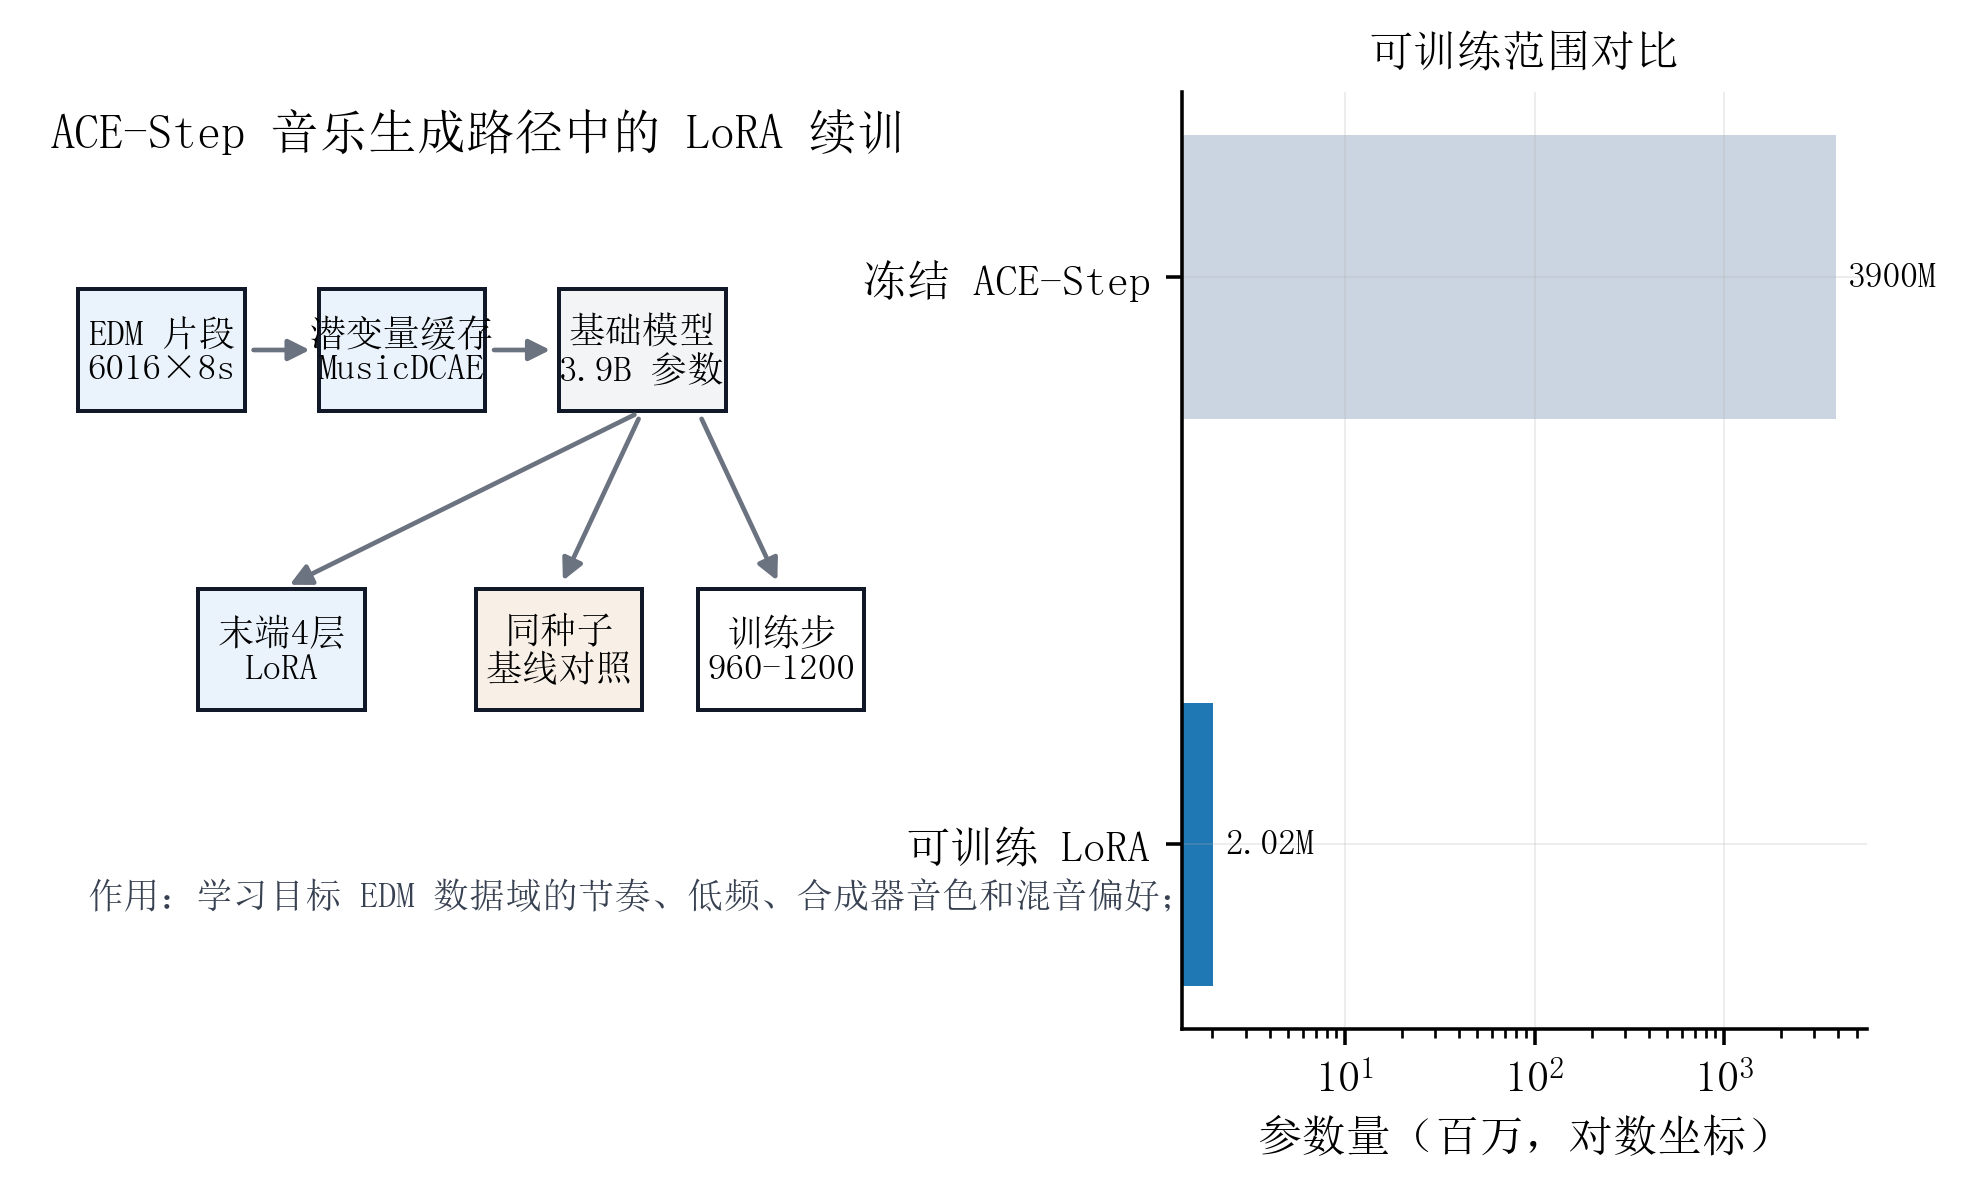 ACE-Step 音乐生成路径中的 LoRA 续训
EDM 片段
6016×8s
潜变量缓存
MusicDCAE
基础模型
3.9B 参数
末端4层
LoRA
同种子
基线对照
训练步
960-1200
作用：学习目标 EDM 数据域的节奏、低频、合成器音色和混音偏好；
可训练范围对比
冻结 ACE-Step
3900M
可训练 LoRA
2.02M
10¹ 10² 10³
参数量（百万，对数坐标）